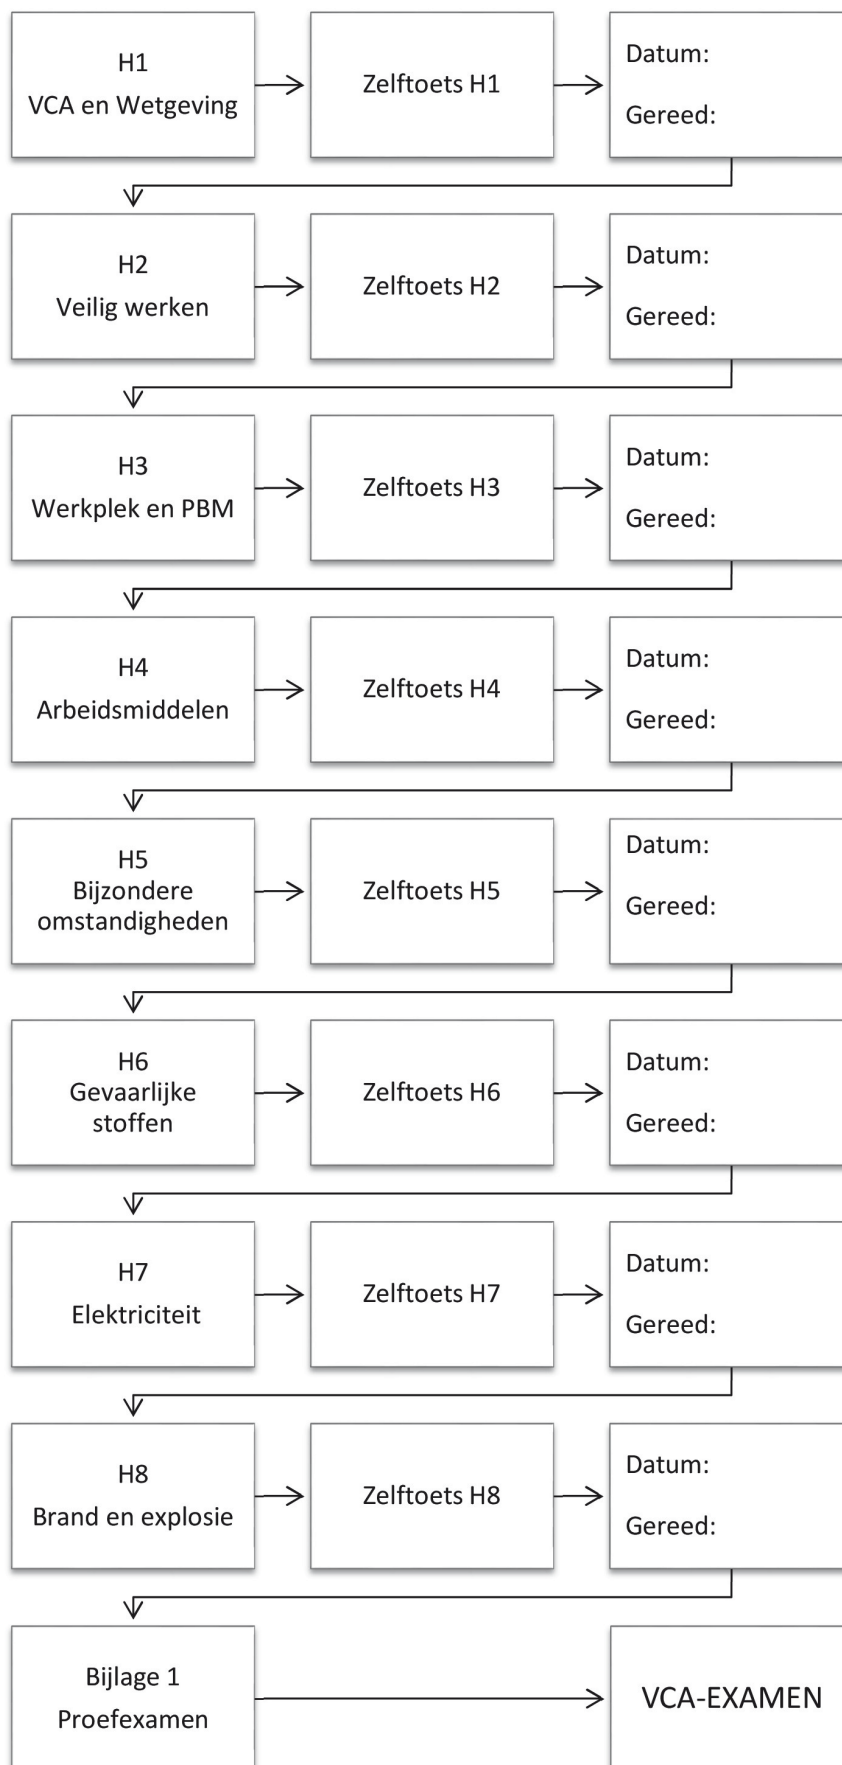 H1
VCA en Wetgeving
Zelftoets H1
Datum:
Gereed:
H2
Veilig werken
Zelftoets H2
Datum:
Gereed:
H3
Werkplek en PBM
Zelftoets H3
Datum:
Gereed:
H4
Arbeidsmiddelen
Zelftoets H4
Datum:
Gereed:
H5
Bijzondere
omstandigheden
Zelftoets H5
Datum:
Gereed:
H6
Gevaarlijke
stoffen
Zelftoets H6
Datum:
Gereed:
H7
Elektriciteit
Zelftoets H7
Datum:
Gereed:
H8
Brand en explosie
Zelftoets H8
Datum:
Gereed:
Bijlage 1
Proefexamen
VCA-EXAMEN